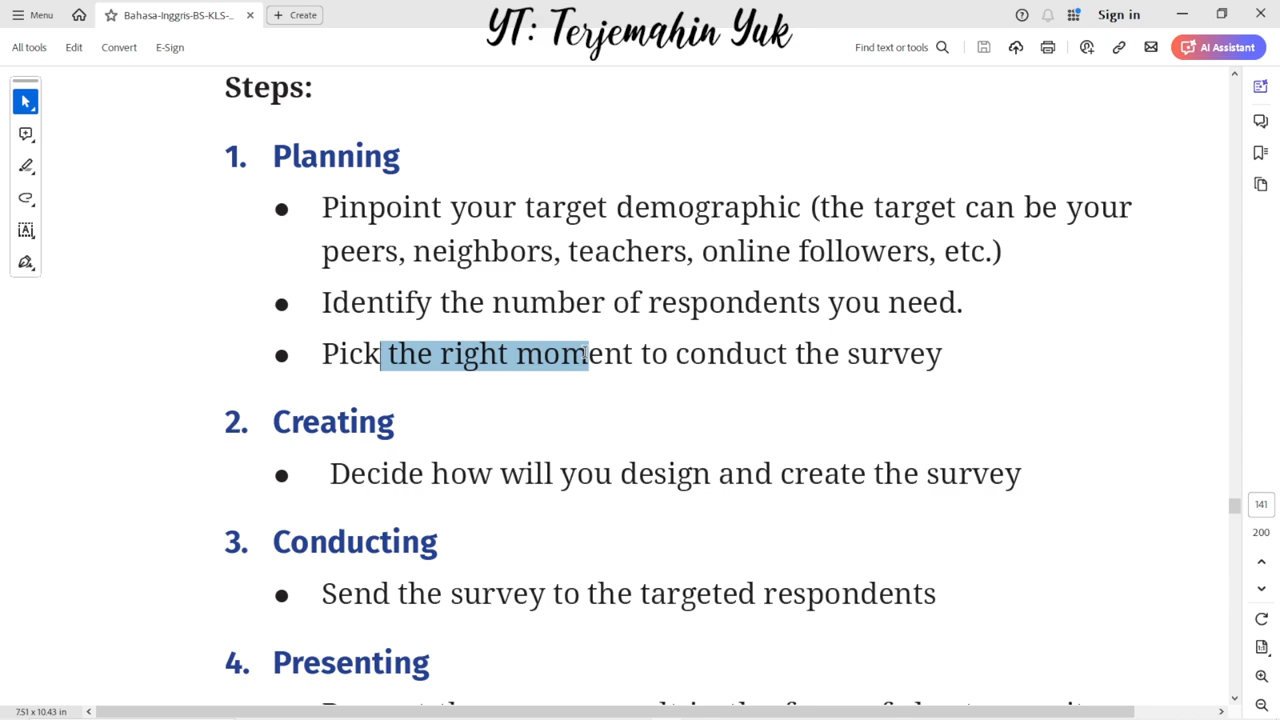 Menu
Bahasa-Inggris-BS-KLS-...
Create
YT: Terjemahin Yuk
Sign in
All tools
Edit
Convert
E-Sign
Find text or tools
AI Assistant
Steps:
1. Planning
● Pinpoint your target demographic (the target can be your
peers, neighbors, teachers, online followers, etc.)
● Identify the number of respondents you need.
● Pick the right moment to conduct the survey
2. Creating
● Decide how will you design and create the survey
3. Conducting
● Send the survey to the targeted respondents
4. Presenting
141
200
7.51 x 10.43 in